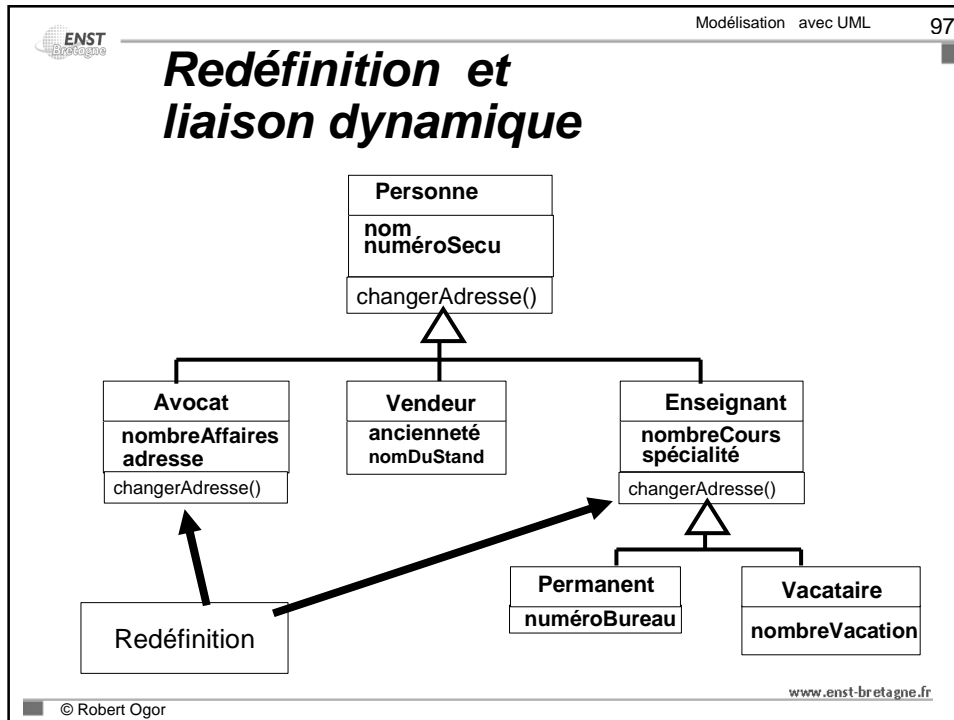 ENST
Bretagne
Modélisation avec UML
97
Redéfinition et
liaison dynamique
Personne
nom
numéroSecu
changerAdresse()
Avocat
nombreAffaires
adresse
changerAdresse()
Vendeur
ancienneté
nomDuStand
Enseignant
nombreCours
spécialité
changerAdresse()
Permanent
numéroBureau
Vacataire
nombreVacation
Redéfinition
www.enst-bretagne.fr
© Robert Ogor